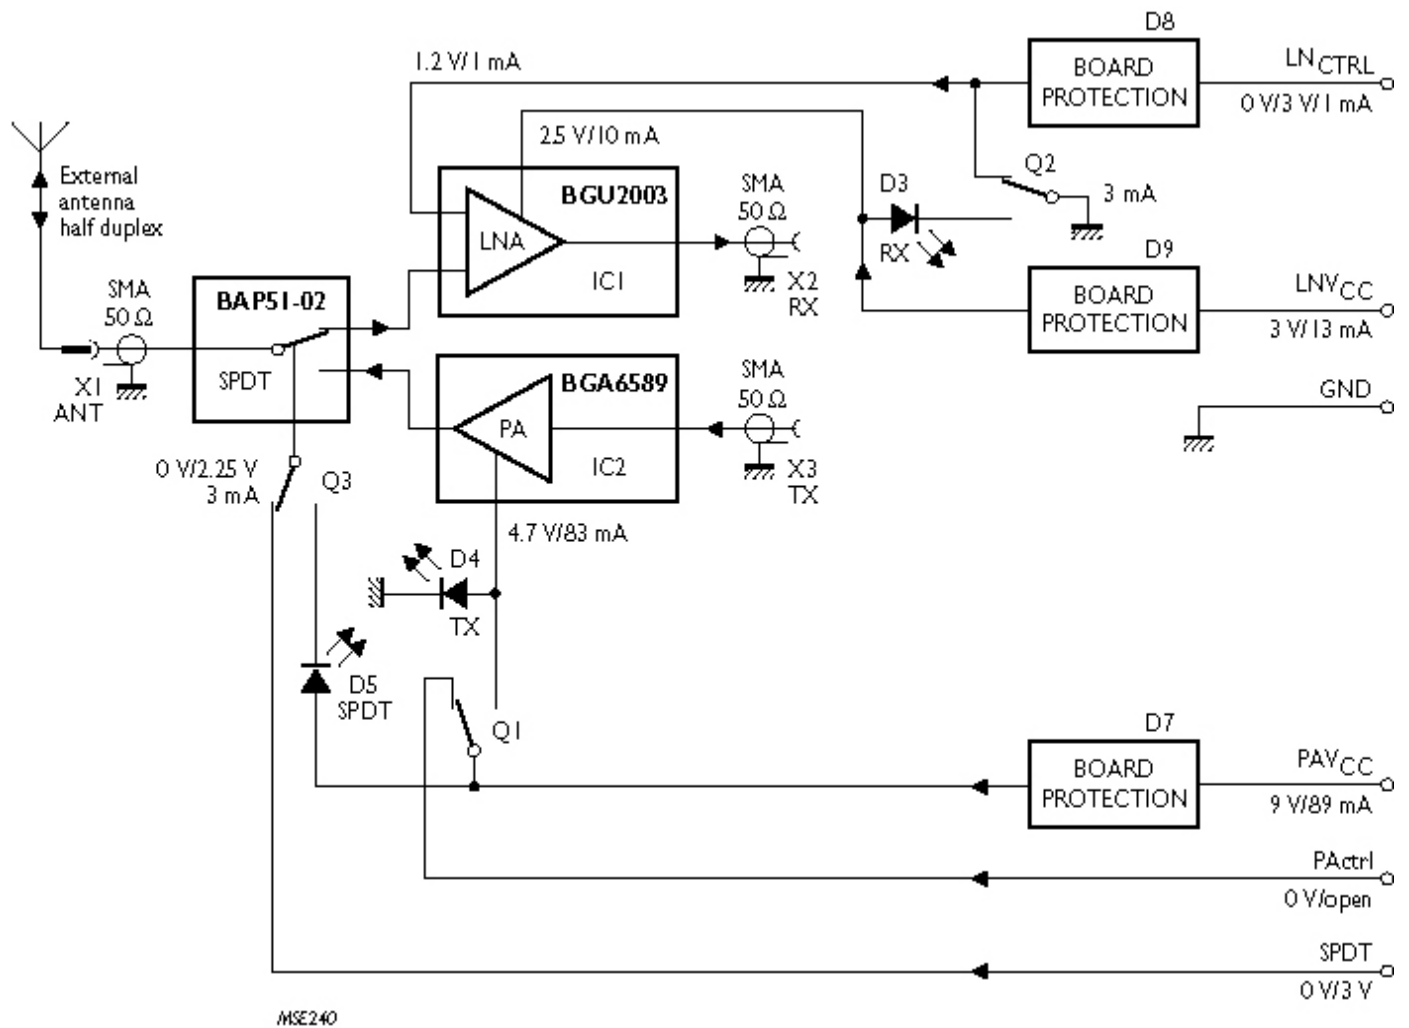 D8
1.2 V/1 mA
BOARD
PROTECTION
LNCTRL
0 V/3 V/1 mA
2.5 V/10 mA
External
antenna
half duplex
BGU2003
LNA
IC1
SMA
50 Ω
X2
RX
D3
RX
Q2
3 mA
D9
BOARD
PROTECTION
LNVCC
3 V/13 mA
SMA
50 Ω
X1
ANT
BAP51-02
SPDT
BGA6589
PA
IC2
SMA
50 Ω
X3
TX
GND
0 V/2.25 V
3 mA
Q3
4.7 V/83 mA
D4
TX
D5
SPDT
Q1
D7
BOARD
PROTECTION
PAVCC
9 V/89 mA
PActrl
0 V/open
SPDT
0 V/3 V
MSE240